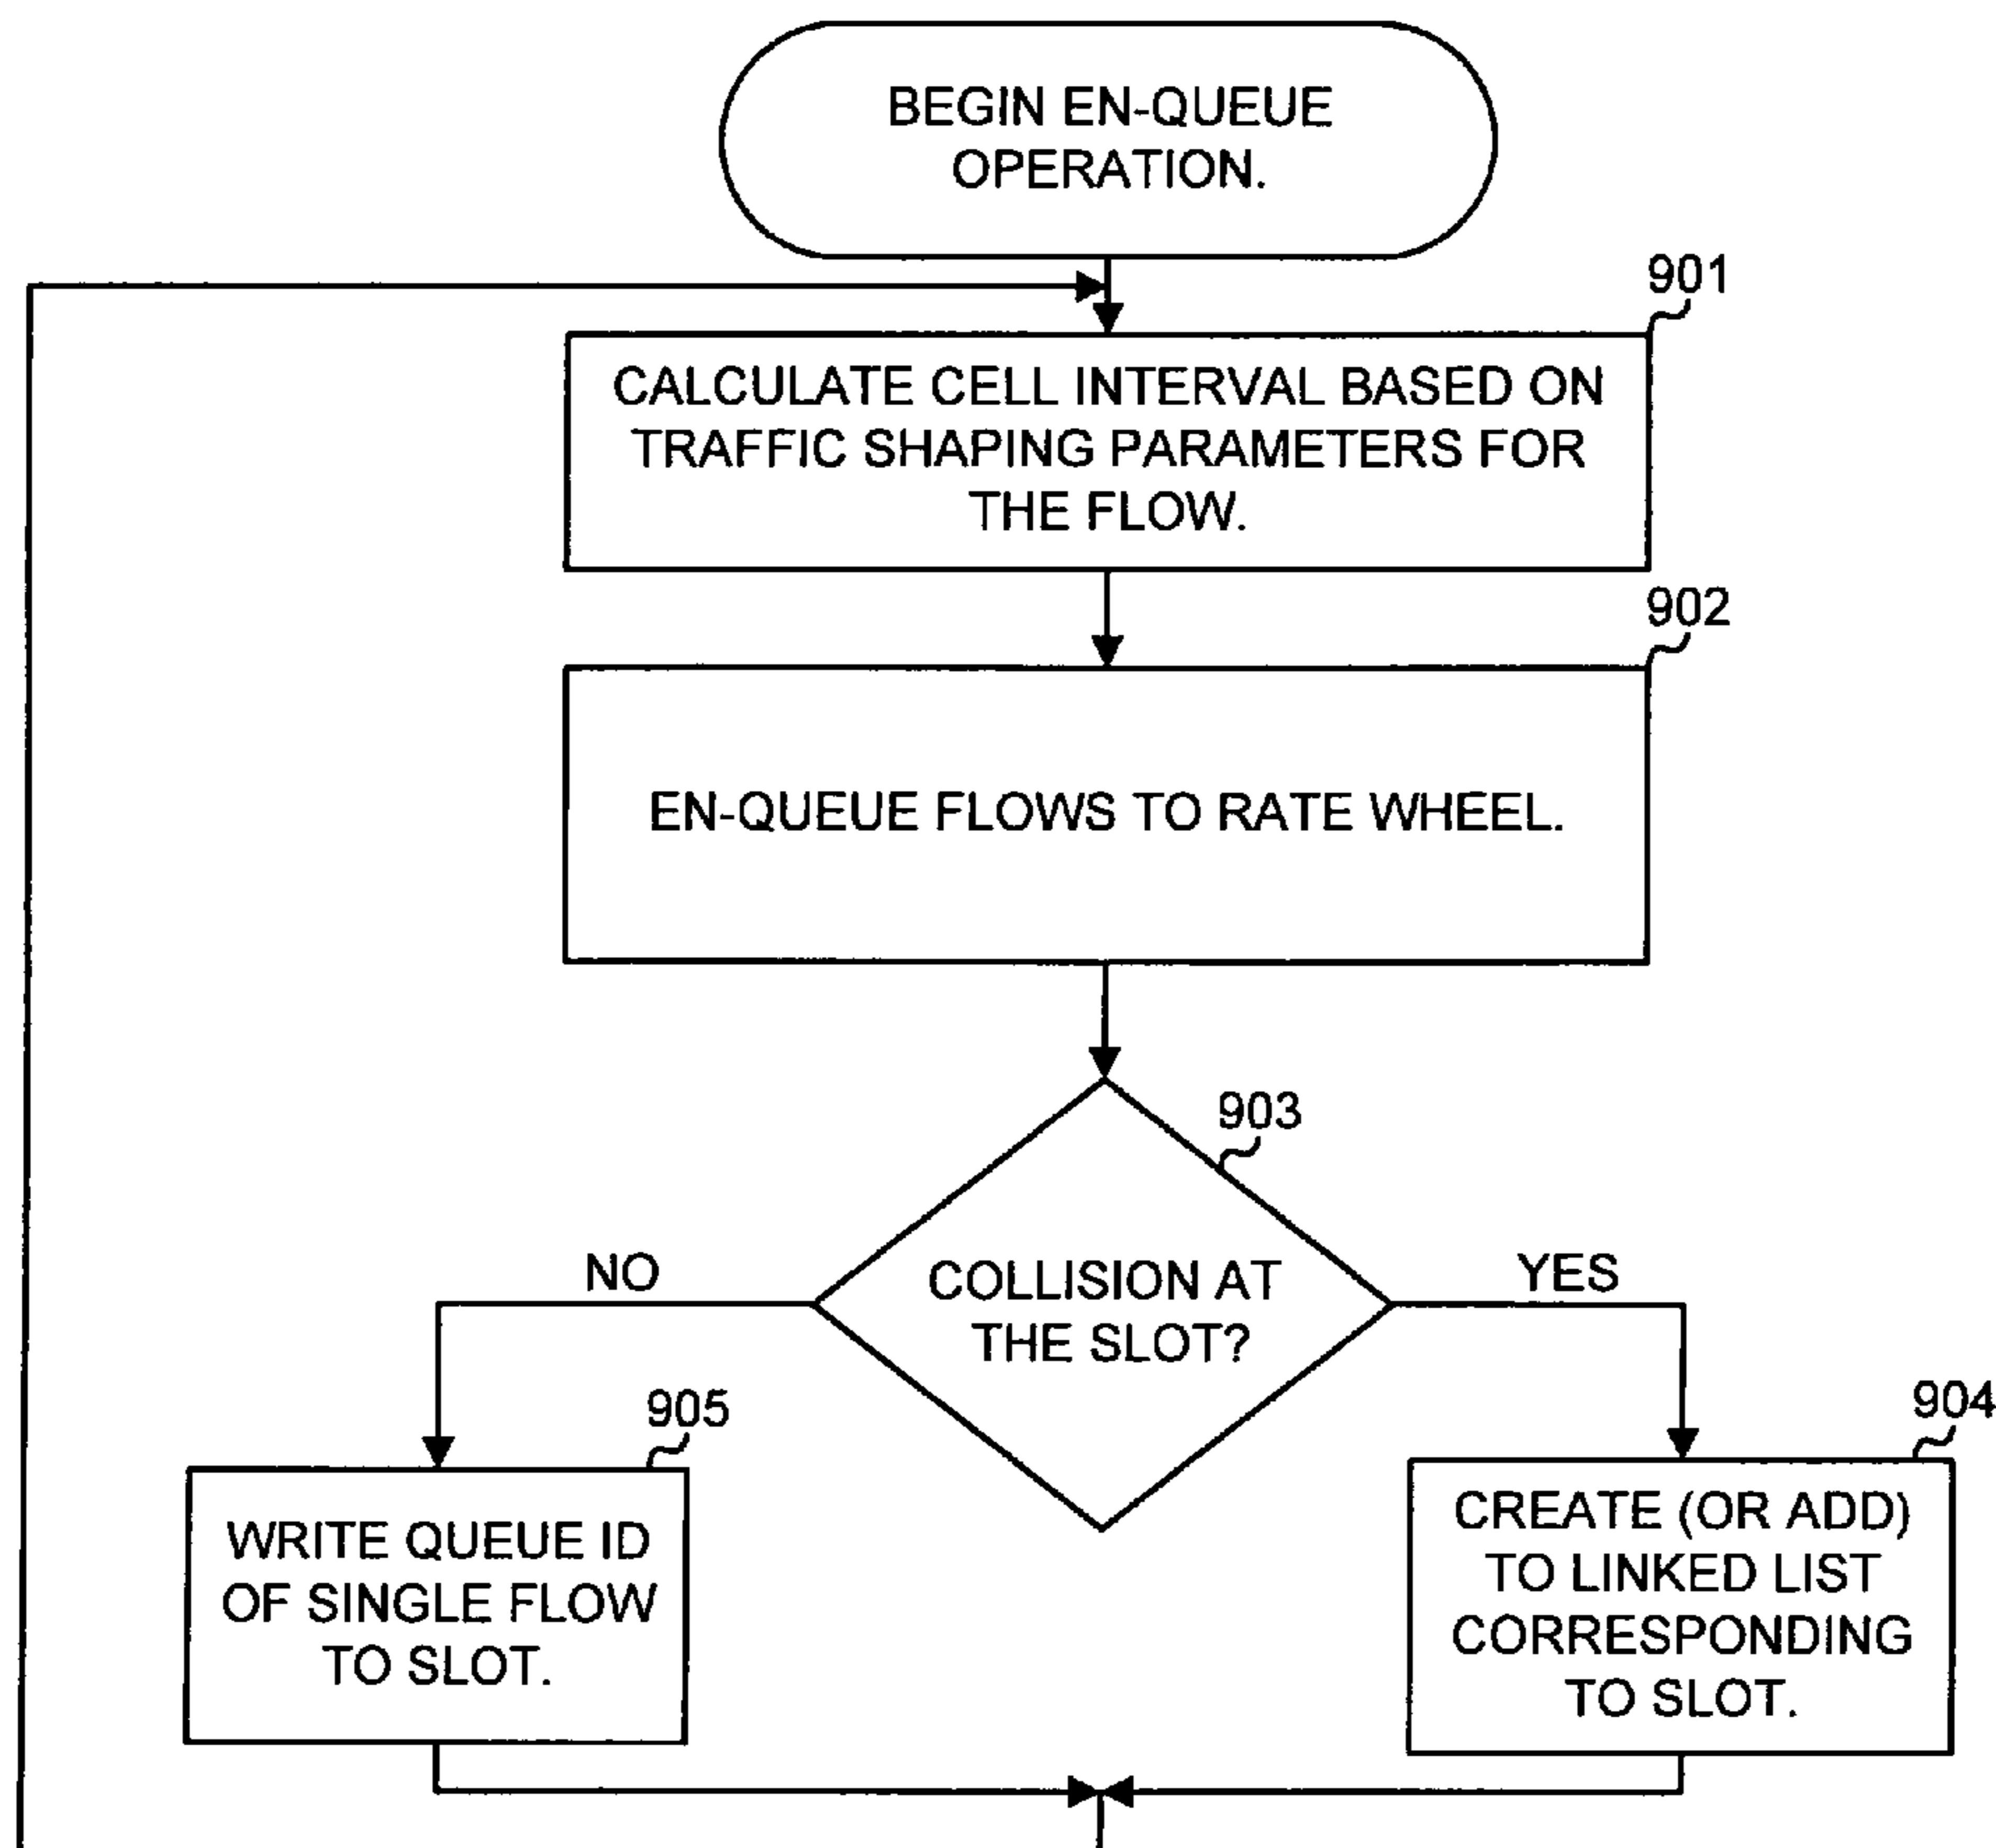 BEGIN EN-QUEUE
OPERATION.
901
CALCULATE CELL INTERVAL BASED ON
TRAFFIC SHAPING PARAMETERS FOR
THE FLOW.
902
EN-QUEUE FLOWS TO RATE WHEEL.
903
COLLISION AT
THE SLOT?
NO
YES
905
WRITE QUEUE ID
OF SINGLE FLOW
TO SLOT.
904
CREATE (OR ADD)
TO LINKED LIST
CORRESPONDING
TO SLOT.